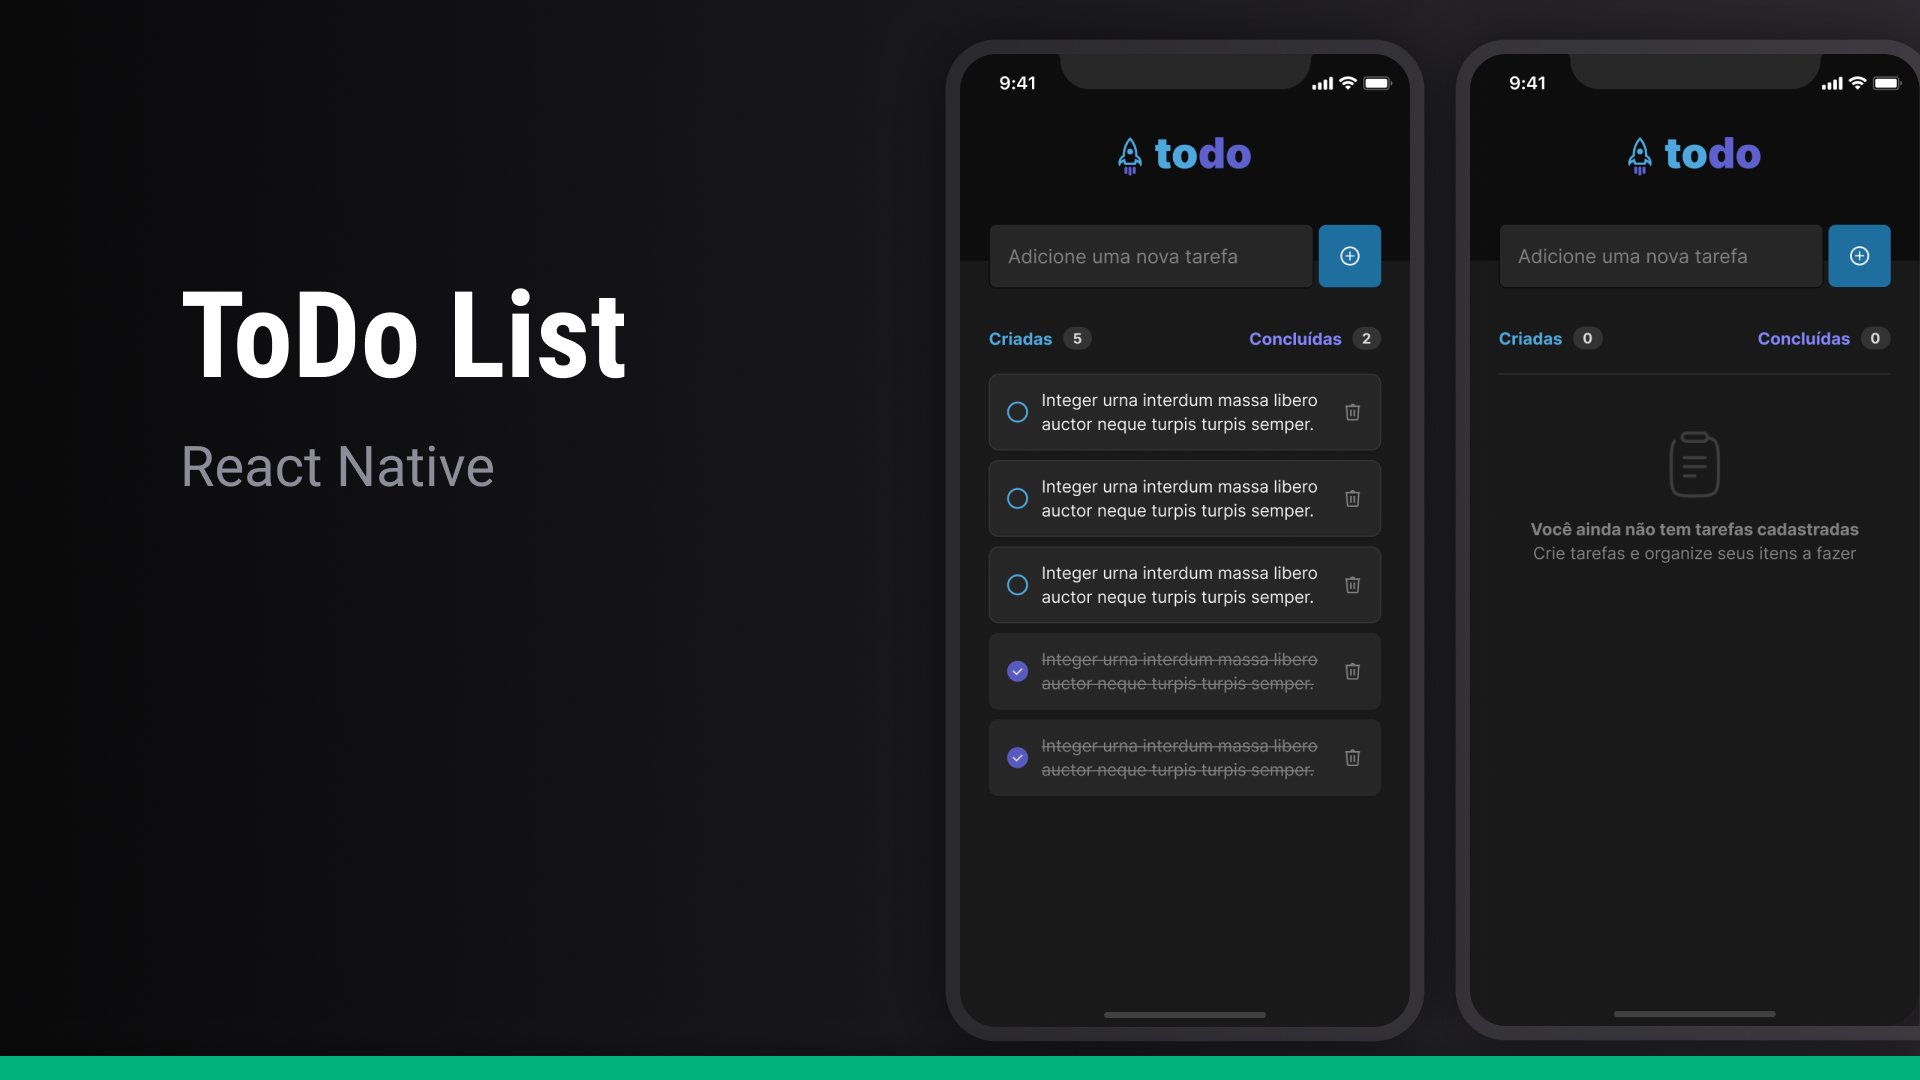 ToDo List
React Native
9:41
todo
Adicione uma nova tarefa
Criadas 5 Concluídas 2
Integer urna interdum massa libero
auctor neque turpis turpis semper.
Integer urna interdum massa libero
auctor neque turpis turpis semper.
Integer urna interdum massa libero
auctor neque turpis turpis semper.
Integer urna interdum massa libero
auctor neque turpis turpis semper.
Integer urna interdum massa libero
auctor neque turpis turpis semper.
9:41
todo
Adicione uma nova tarefa
Criadas 0 Concluídas 0
Você ainda não tem tarefas cadastradas
Crie tarefas e organize seus itens a fazer